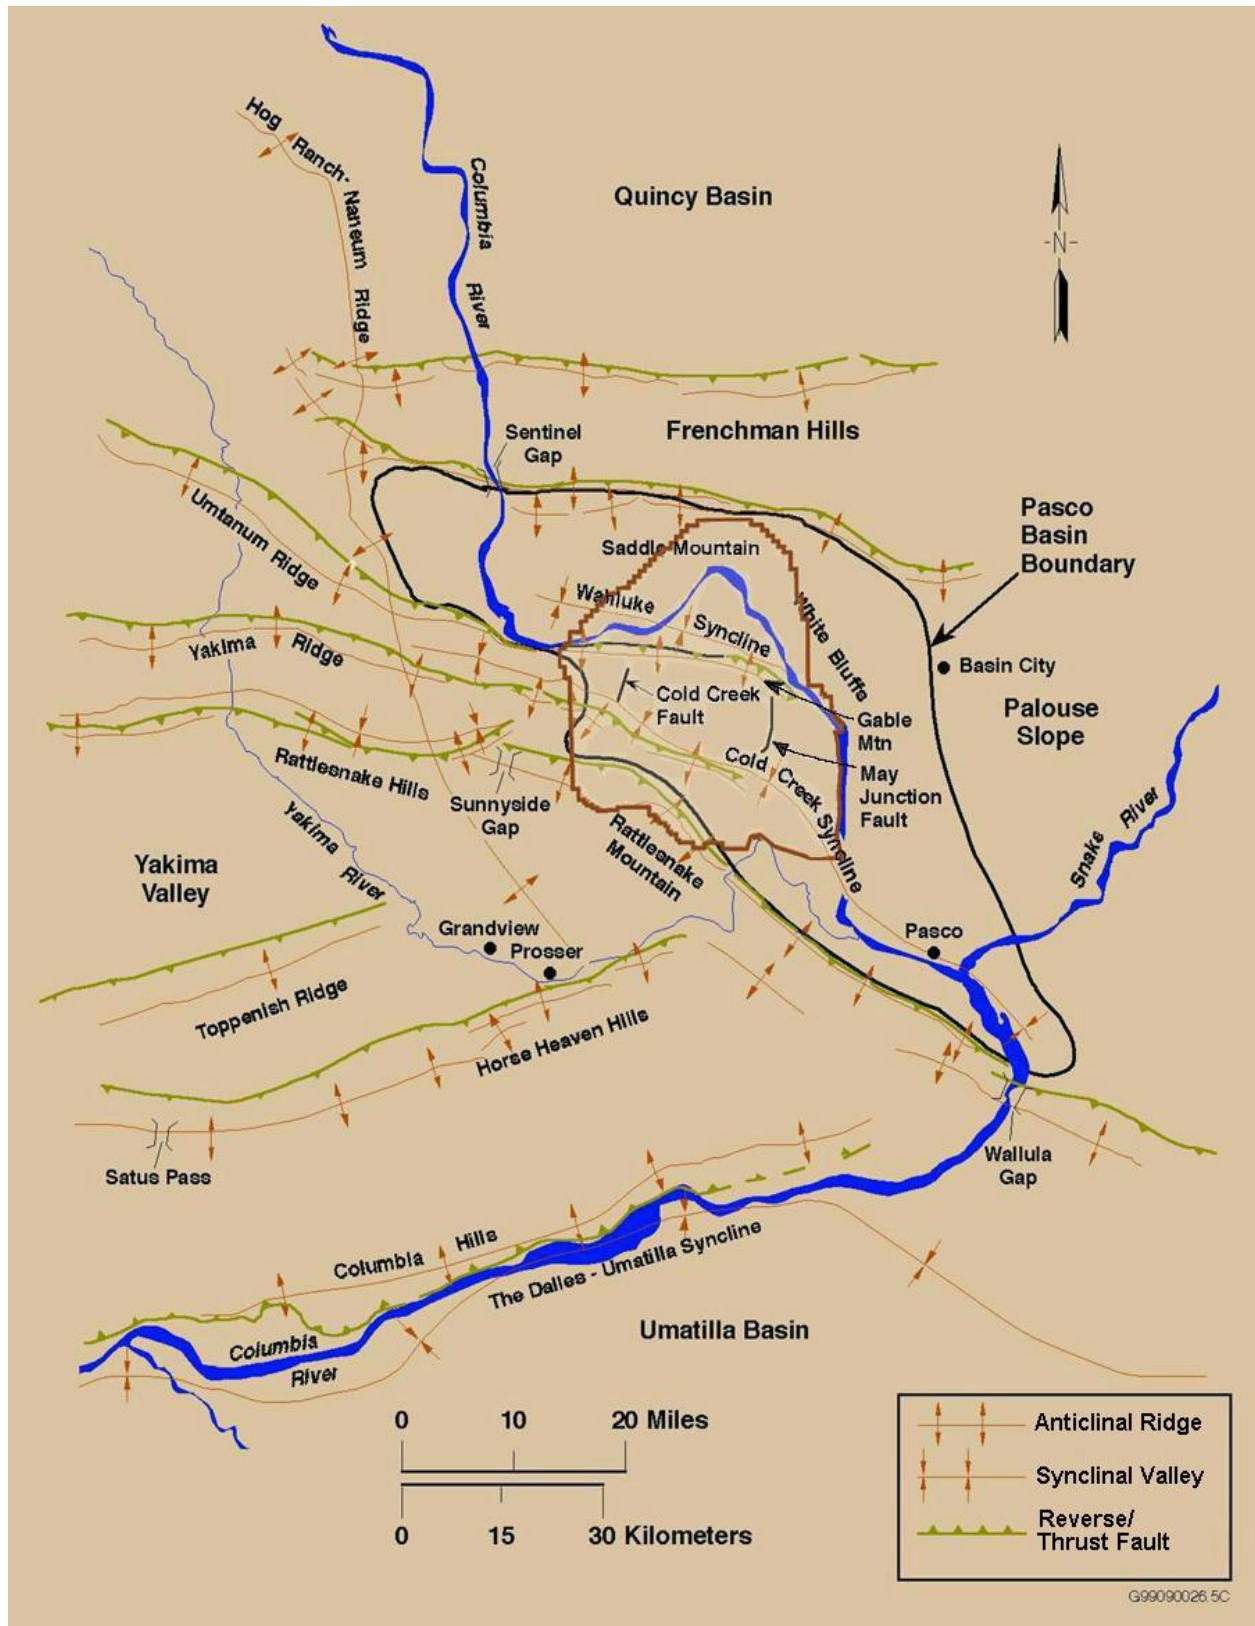 Hog
Ranch-
Naneum
Ridge
Columbia
River
Quincy Basin
-N-
Sentinel
Gap
Frenchman Hills
Umtanum Ridge
Pasco
Basin
Boundary
Saddle Mountain
Wahluke
Syncline
White Bluffs
Yakima
Ridge
Basin City
Cold Creek
Fault
Gable
Mtn
Palouse
Slope
Rattlesnake Hills
Sunnyside
Gap
Cold Creek Syncline
May
Junction
Fault
Yakima
River
Rattlesnake
Mountain
Snake
River
Yakima
Valley
Grandview
Prosser
Pasco
Toppenish Ridge
Horse Heaven Hills
Satus Pass
Wallula
Gap
Columbia
Hills
The Dalles - Umatilla Syncline
Columbia
River
Umatilla Basin
0 10 20 Miles
0 15 30 Kilometers
Anticlinal Ridge
Synclinal Valley
Reverse/
Thrust Fault
G99090026.5C